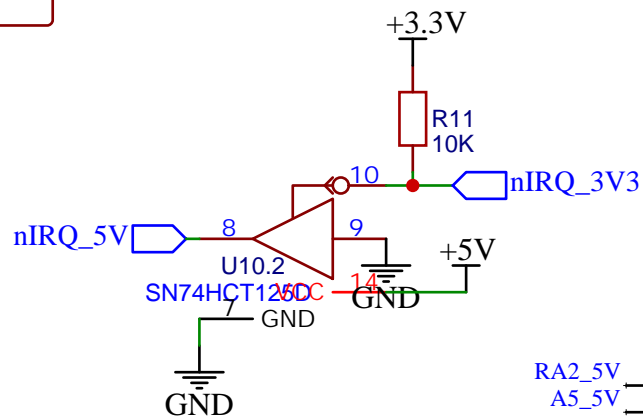 +3.3V
R11
10K
10
nIRQ_3V3
nIRQ_5V
8
9
U10.2
+5V
SN74HCT125D
VCC
14
GND
7
GND
GND
RA2_5V
A5_5V